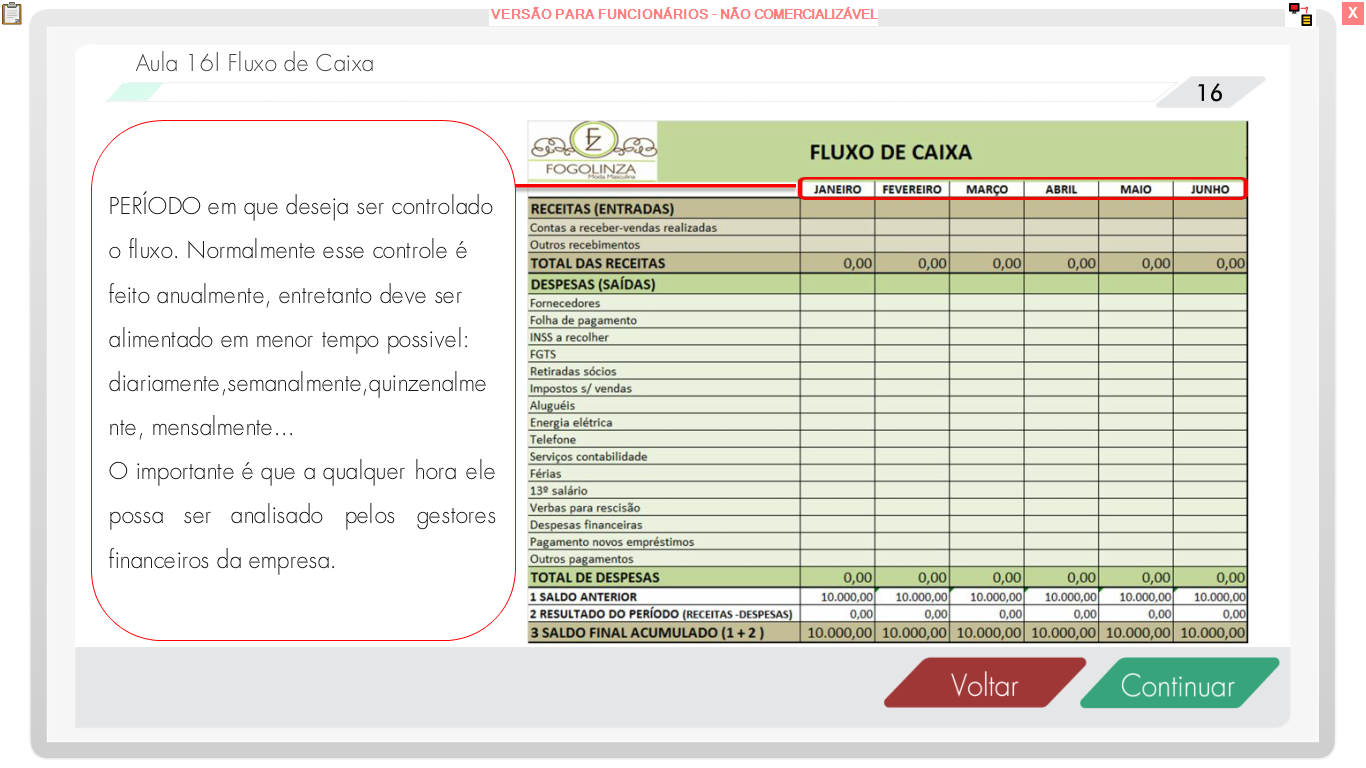 VERSÃO PARA FUNCIONÁRIOS - NÃO COMERCIALIZÁVEL
X
Aula 16l Fluxo de Caixa
16
PERÍODO em que deseja ser controlado
o fluxo. Normalmente esse controle é
feito anualmente, entretanto deve ser
alimentado em menor tempo possivel:
diariamente,semanalmente,quinzenalme
nte, mensalmente...
O importante é que a qualquer hora ele
possa ser analisado pelos gestores
financeiros da empresa.
FZ
FOGOLINZA
Moda Masculina
FLUXO DE CAIXA
JANEIRO FEVEREIRO MARÇO ABRIL MAIO JUNHO
RECEITAS (ENTRADAS)
Contas a receber-vendas realizadas
Outros recebimentos
TOTAL DAS RECEITAS 0,00 0,00 0,00 0,00 0,00 0,00
DESPESAS (SAÍDAS)
Fornecedores
Folha de pagamento
INSS a recolher
FGTS
Retiradas sócios
Impostos s/ vendas
Aluguéis
Energia elétrica
Telefone
Serviços contabilidade
Férias
13º salário
Verbas para rescisão
Despesas financeiras
Pagamento novos empréstimos
Outros pagamentos
TOTAL DE DESPESAS 0,00 0,00 0,00 0,00 0,00 0,00
1 SALDO ANTERIOR 10.000,00 10.000,00 10.000,00 10.000,00 10.000,00 10.000,00
2 RESULTADO DO PERÍODO (RECEITAS -DESPESAS) 0,00 0,00 0,00 0,00 0,00 0,00
3 SALDO FINAL ACUMULADO (1 + 2 ) 10.000,00 10.000,00 10.000,00 10.000,00 10.000,00 10.000,00
Voltar
Continuar